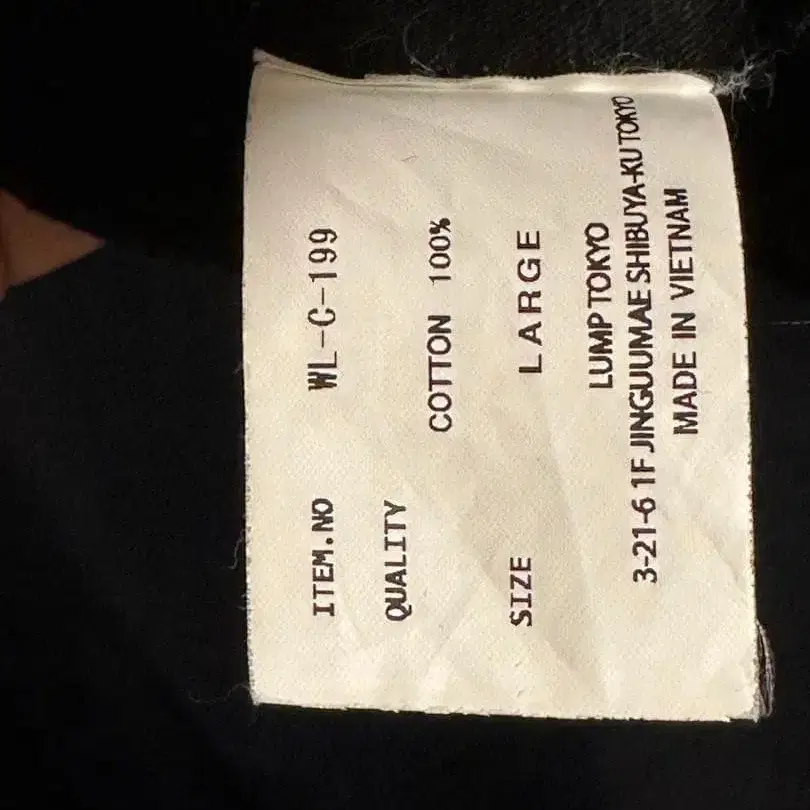 ITEM.NO WL-C-199
QUALITY
COTTON 100%
SIZE LARGE
LUMP TOKYO
3-21-6 1F JINGUUMAE SHIBUYA-KU TOKYO
MADE IN VIETNAM